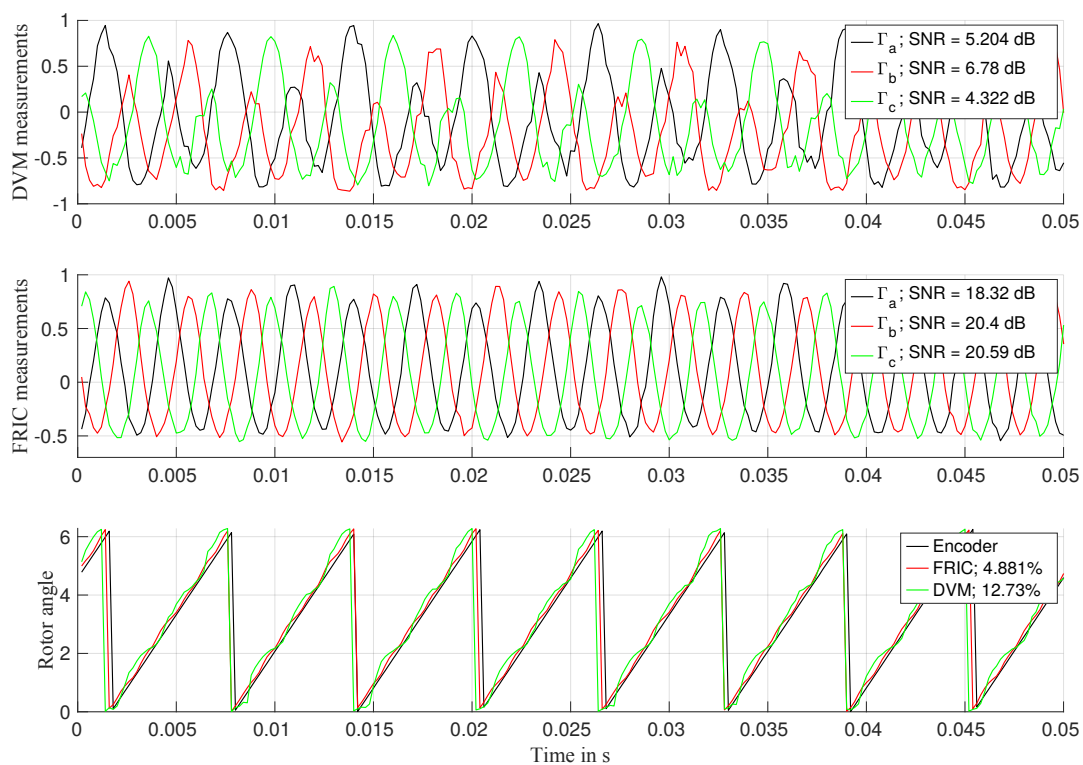 DVM measurements
1
0.5
0
-0.5
-1
0 0.005 0.01 0.015 0.02 0.025 0.03 0.035 0.04 0.045 0.05
Γa; SNR = 5.204 dB
Γb; SNR = 6.78 dB
Γc; SNR = 4.322 dB
FRIC measurements
1
0.5
0
-0.5
0 0.005 0.01 0.015 0.02 0.025 0.03 0.035 0.04 0.045 0.05
Γa; SNR = 18.32 dB
Γb; SNR = 20.4 dB
Γc; SNR = 20.59 dB
Rotor angle
6
4
2
0
0 0.005 0.01 0.015 0.02 0.025 0.03 0.035 0.04 0.045 0.05
Encoder
FRIC; 4.881%
DVM; 12.73%
Time in s